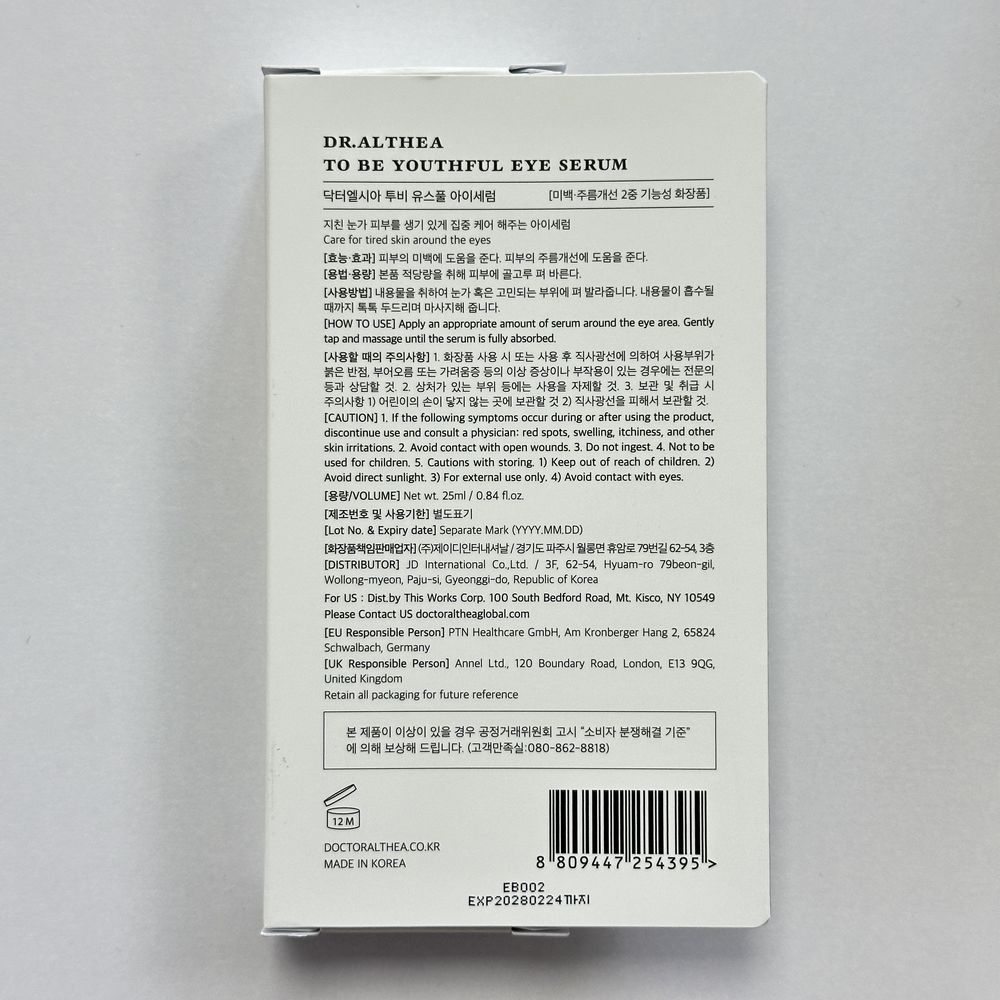 DR.ALTHEA
TO BE YOUTHFUL EYE SERUM
닥터엘시아 투비 유스풀 아이세럼 [미백·주름개선 2중 기능성 화장품]
지친 눈가 피부를 생기 있게 집중 케어 해주는 아이세럼
Care for tired skin around the eyes
[효능·효과] 피부의 미백에 도움을 준다. 피부의 주름개선에 도움을 준다.
[용법·용량] 본품 적당량을 취해 피부에 골고루 펴 바른다.
[사용방법] 내용물을 취하여 눈가 혹은 고민되는 부위에 펴 발라줍니다. 내용물이 흡수될
때까지 톡톡 두드리며 마사지해 줍니다.
[HOW TO USE] Apply an appropriate amount of serum around the eye area. Gently
tap and massage until the serum is fully absorbed.
[사용할 때의 주의사항] 1. 화장품 사용 시 또는 사용 후 직사광선에 의하여 사용부위가
붉은 반점, 부어오름 또는 가려움증 등의 이상 증상이나 부작용이 있는 경우에는 전문의
등과 상담할 것. 2. 상처가 있는 부위 등에는 사용을 자제할 것. 3. 보관 및 취급 시
주의사항 1) 어린이의 손이 닿지 않는 곳에 보관할 것 2) 직사광선을 피해서 보관할 것.
[CAUTION] 1. If the following symptoms occur during or after using the product,
discontinue use and consult a physician: red spots, swelling, itchiness, and other
skin irritations. 2. Avoid contact with open wounds. 3. Do not ingest. 4. Not to be
used for children. 5. Cautions with storing. 1) Keep out of reach of children. 2)
Avoid direct sunlight. 3) For external use only. 4) Avoid contact with eyes.
[용량/VOLUME] Net wt. 25ml / 0.84 fl.oz.
[제조번호 및 사용기한] 별도표기
[Lot No. & Expiry date] Separate Mark (YYYY.MM.DD)
[화장품책임판매업자] (주)제이디인터내셔날 / 경기도 파주시 월롱면 휴암로 79번길 62-54, 3층
[DISTRIBUTOR] JD International Co.,Ltd. / 3F, 62-54, Hyuam-ro 79beon-gil,
Wollong-myeon, Paju-si, Gyeonggi-do, Republic of Korea
For US : Dist.by This Works Corp. 100 South Bedford Road, Mt. Kisco, NY 10549
Please Contact US doctoraltheaglobal.com
[EU Responsible Person] PTN Healthcare GmbH, Am Kronberger Hang 2, 65824
Schwalbach, Germany
[UK Responsible Person] Annel Ltd., 120 Boundary Road, London, E13 9QG,
United Kingdom
Retain all packaging for future reference
본 제품이 이상이 있을 경우 공정거래위원회 고시 "소비자 분쟁해결 기준"
에 의해 보상해 드립니다. (고객만족실:080-862-8818)
12M
DOCTORALTHEA.CO.KR
MADE IN KOREA
8 809447 254395 >
EB002
EXP20280224까지